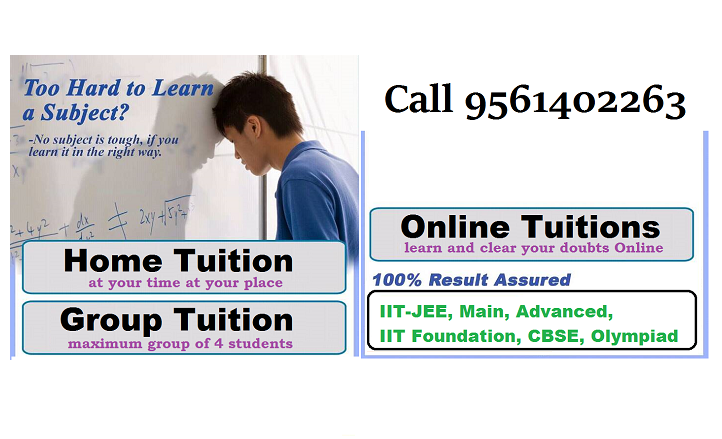 Too Hard to Learn
a Subject?
-No subject is tough, if you
learn it in the right way.
Home Tuition
at your time at your place
Group Tuition
maximum group of 4 students
Call 9561402263
Online Tuitions
learn and clear your doubts Online
100% Result Assured
IIT-JEE, Main, Advanced,
IIT Foundation, CBSE, Olympiad